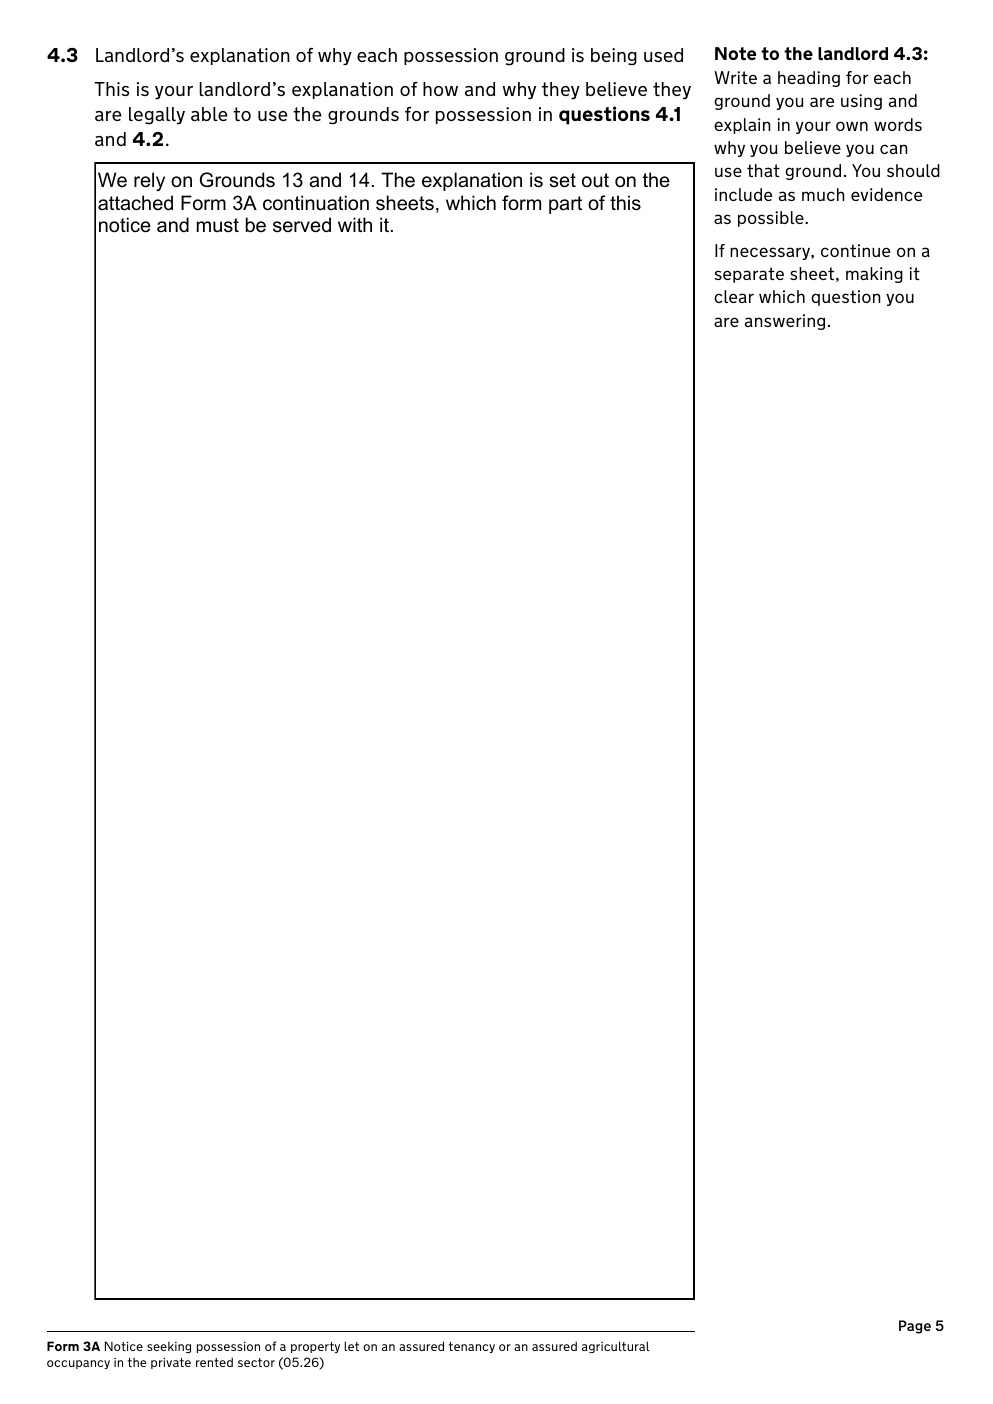 4.3 Landlord’s explanation of why each possession ground is being used
This is your landlord’s explanation of how and why they believe they
are legally able to use the grounds for possession in questions 4.1
and 4.2.
We rely on Grounds 13 and 14. The explanation is set out on the
attached Form 3A continuation sheets, which form part of this
notice and must be served with it.
Note to the landlord 4.3:
Write a heading for each
ground you are using and
explain in your own words
why you believe you can
use that ground. You should
include as much evidence
as possible.
If necessary, continue on a
separate sheet, making it
clear which question you
are answering.
Page 5
Form 3A Notice seeking possession of a property let on an assured tenancy or an assured agricultural
occupancy in the private rented sector (05.26)